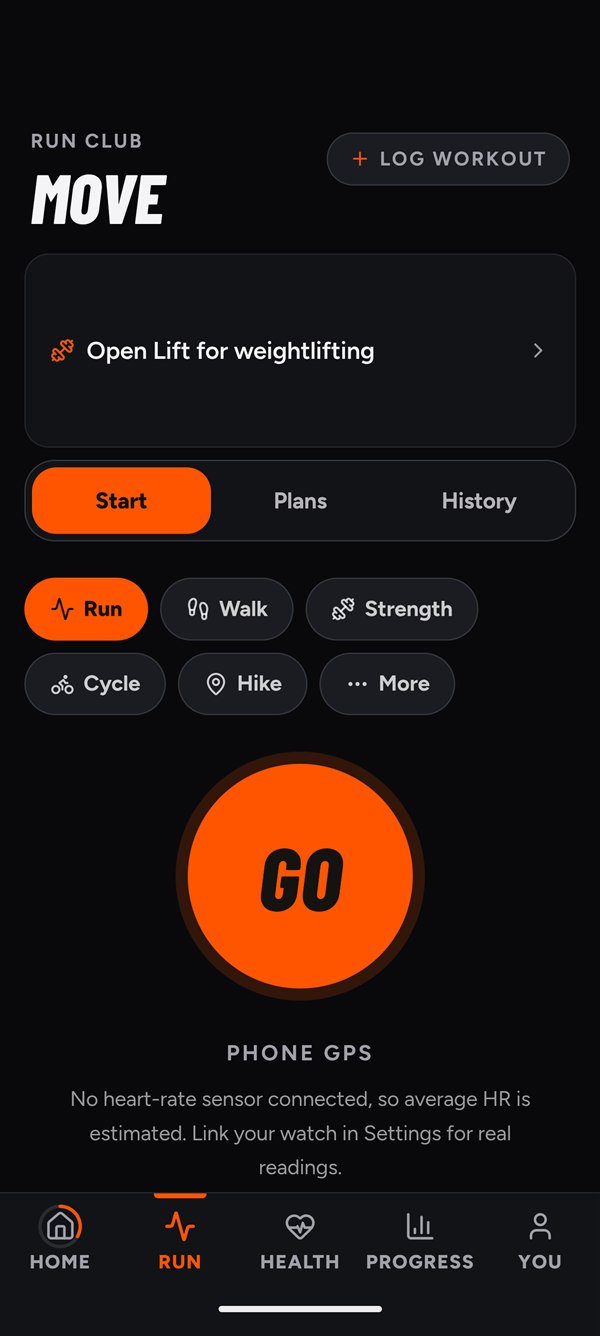 RUN CLUB
MOVE
+ LOG WORKOUT
Open Lift for weightlifting
Start
Plans
History
Run
Walk
Strength
Cycle
Hike
More
GO
PHONE GPS
No heart-rate sensor connected, so average HR is
estimated. Link your watch in Settings for real
readings.
HOME
RUN
HEALTH
PROGRESS
YOU